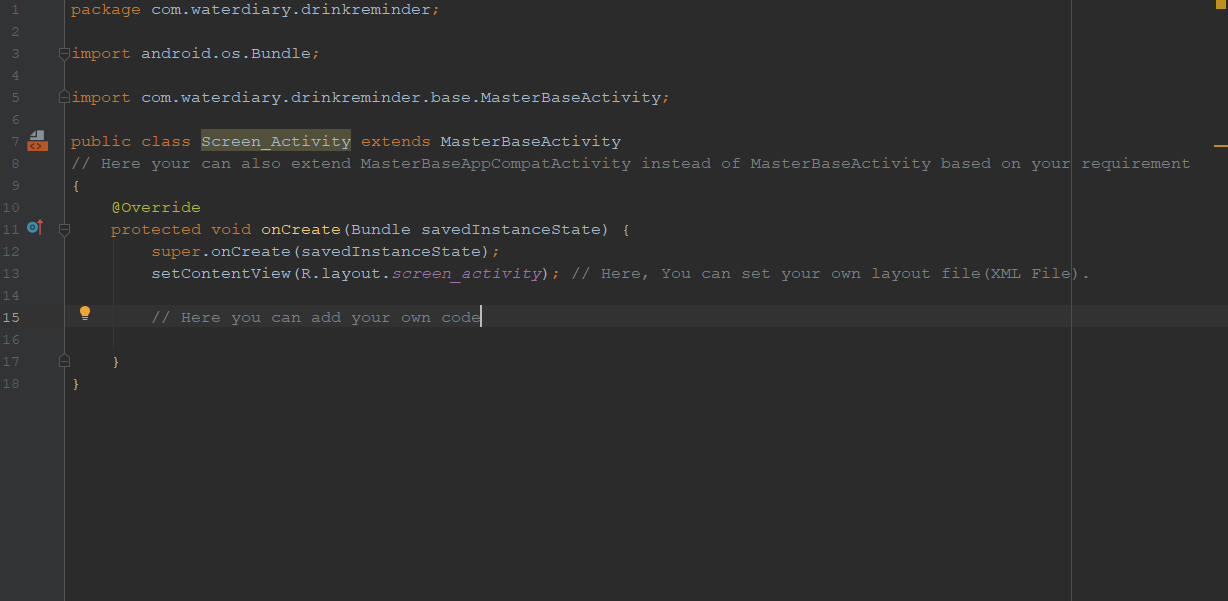 1 package com.waterdiary.drinkreminder;
2
3 import android.os.Bundle;
4
5 import com.waterdiary.drinkreminder.base.MasterBaseActivity;
6
7 public class Screen_Activity extends MasterBaseActivity
8 // Here your can also extend MasterBaseAppCompatActivity instead of MasterBaseActivity based on your requirement
9 {
10 @Override
11 protected void onCreate(Bundle savedInstanceState) {
12 super.onCreate(savedInstanceState);
13 setContentView(R.layout.screen_activity); // Here, You can set your own layout file(XML File).
14
15 // Here you can add your own code
16
17 }
18 }